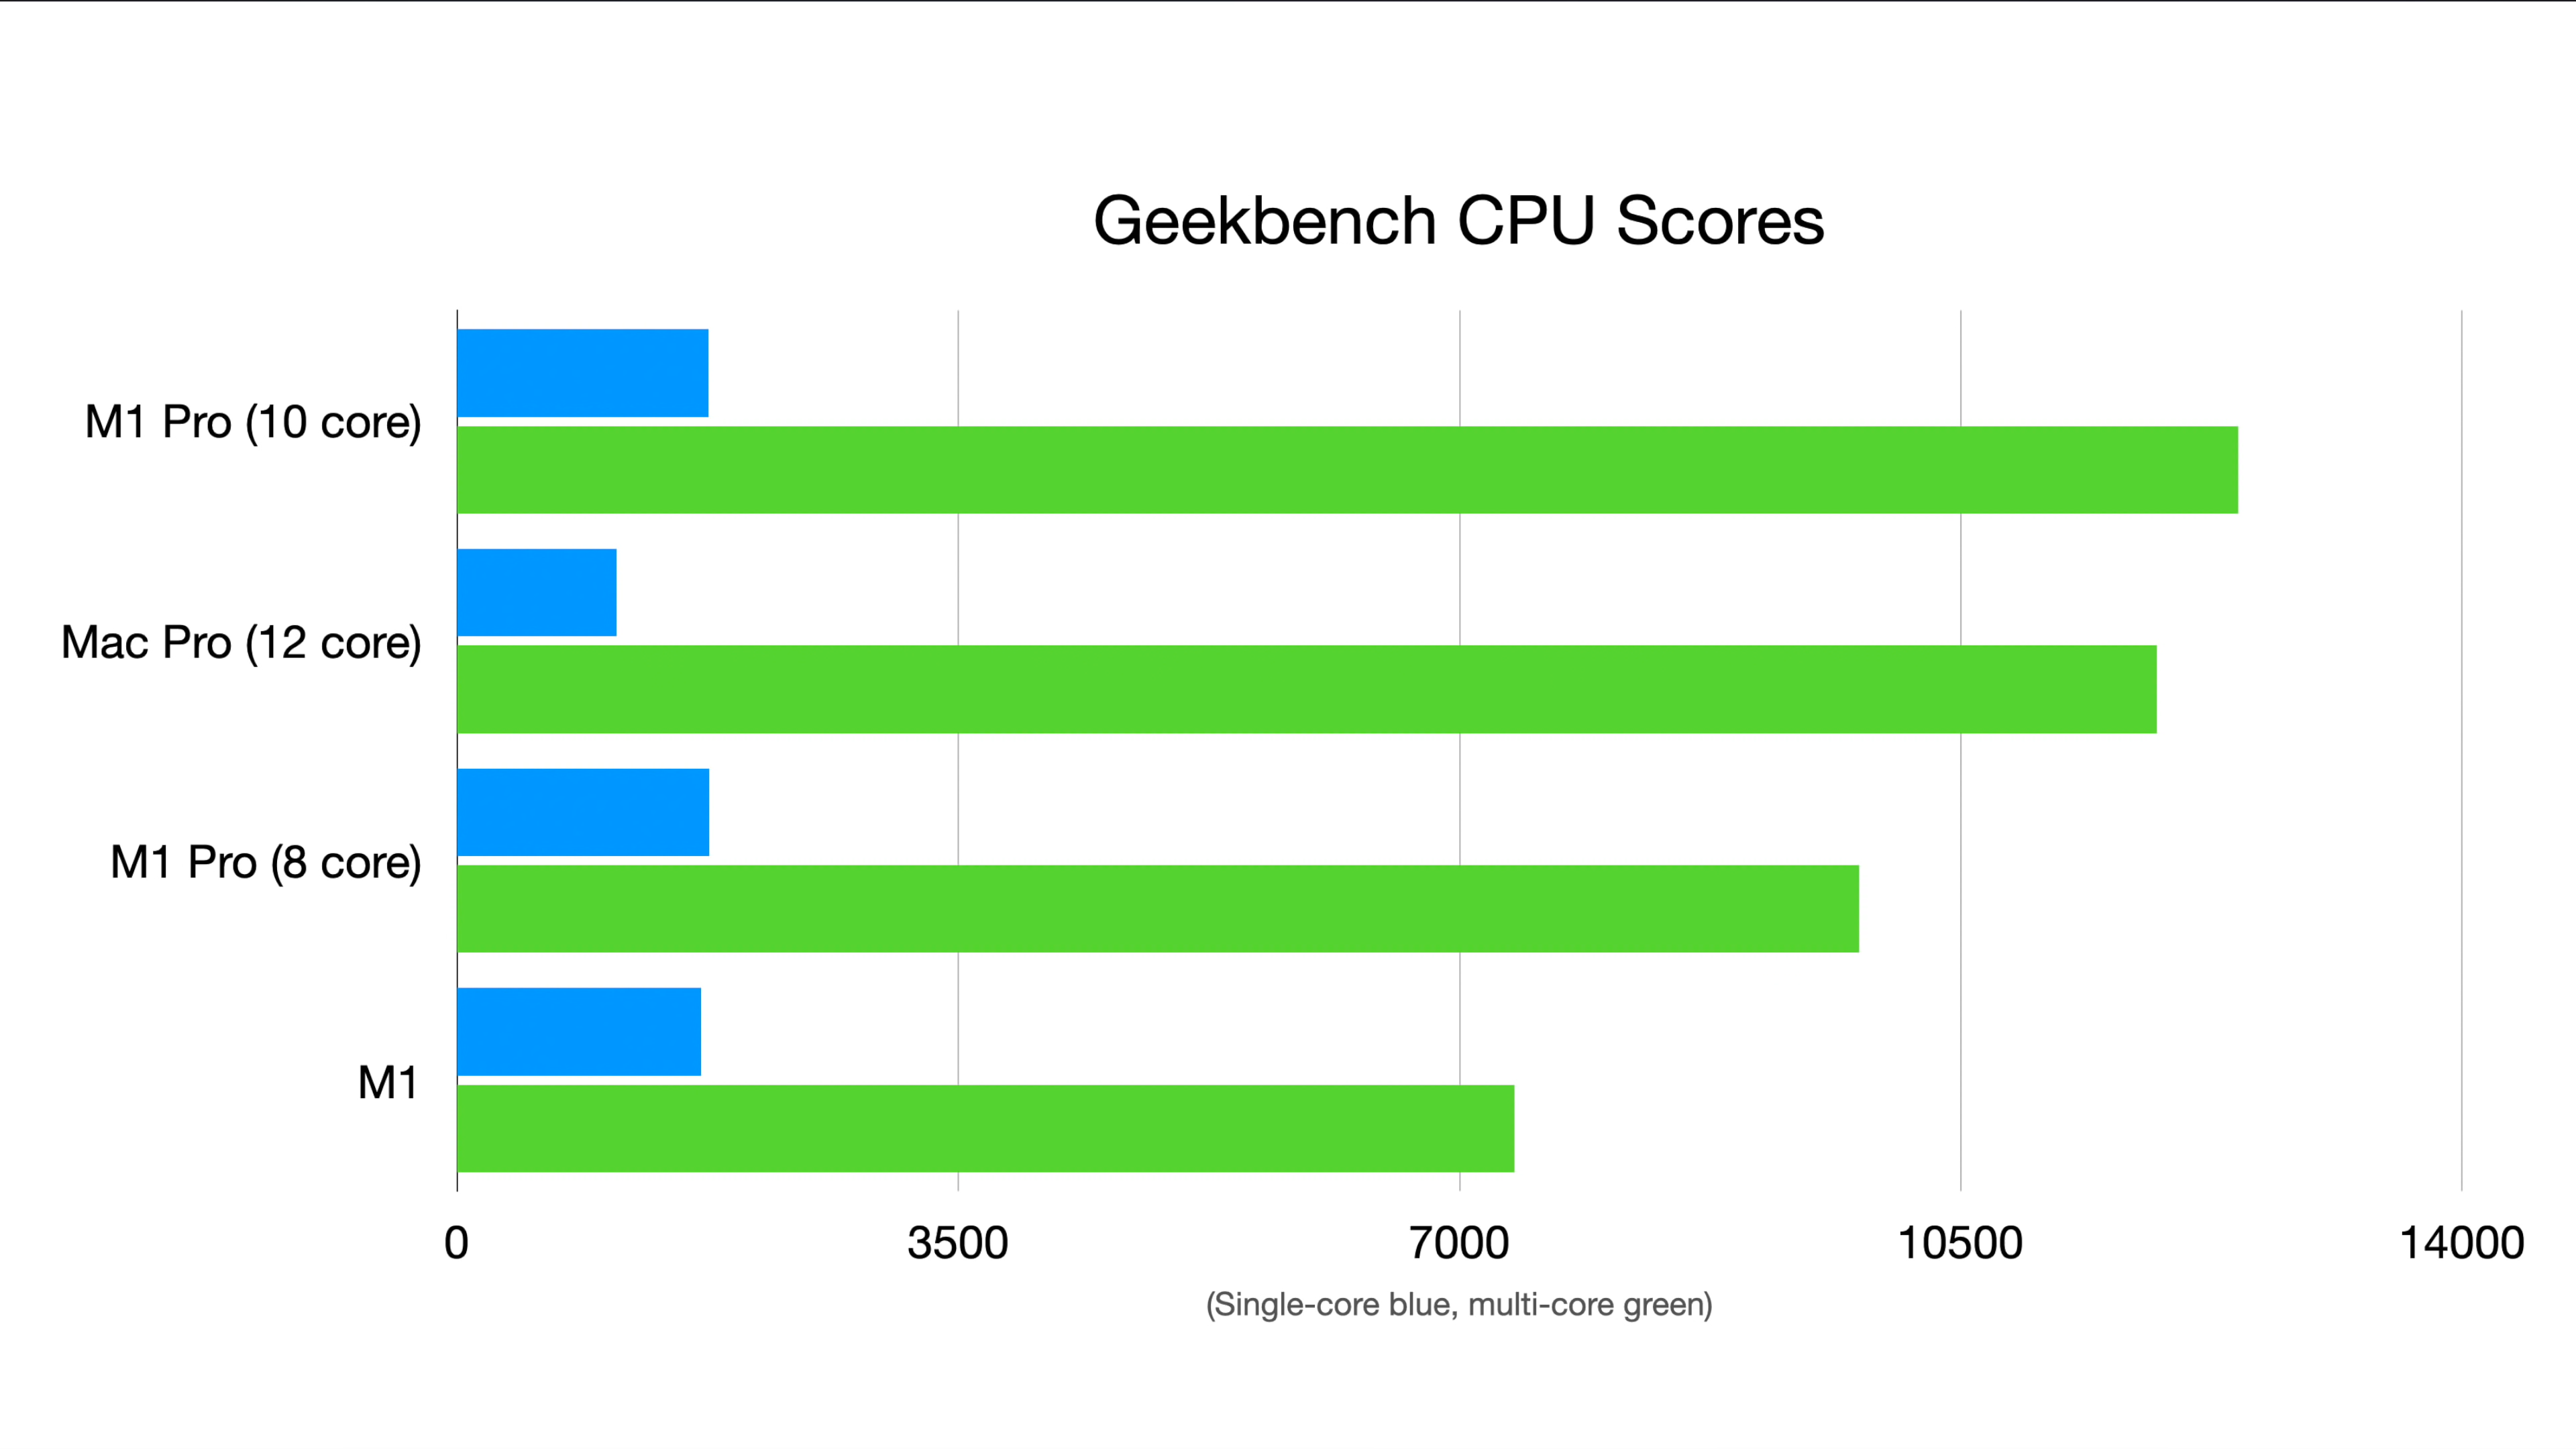 Geekbench CPU Scores
M1 Pro (10 core)
Mac Pro (12 core)
M1 Pro (8 core)
M1
0 3500 7000 10500 14000
(Single-core blue, multi-core green)